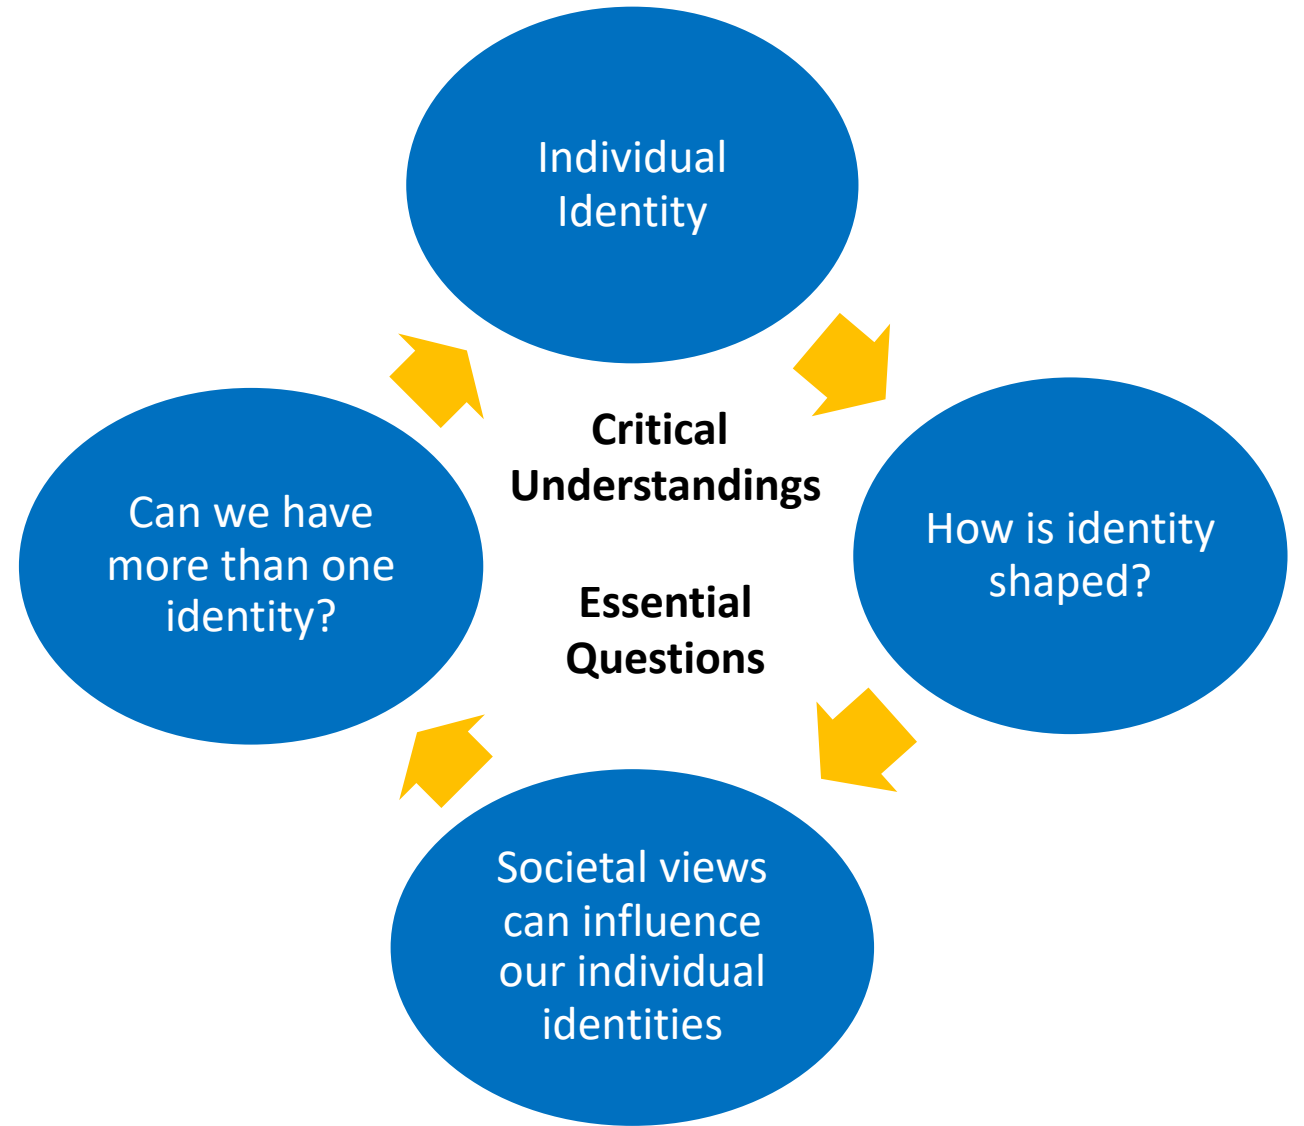 Individual
Identity
Critical
Understandings
Can we have
more than one
identity?
How is identity
shaped?
Essential
Questions
Societal views
can influence
our individual
identities